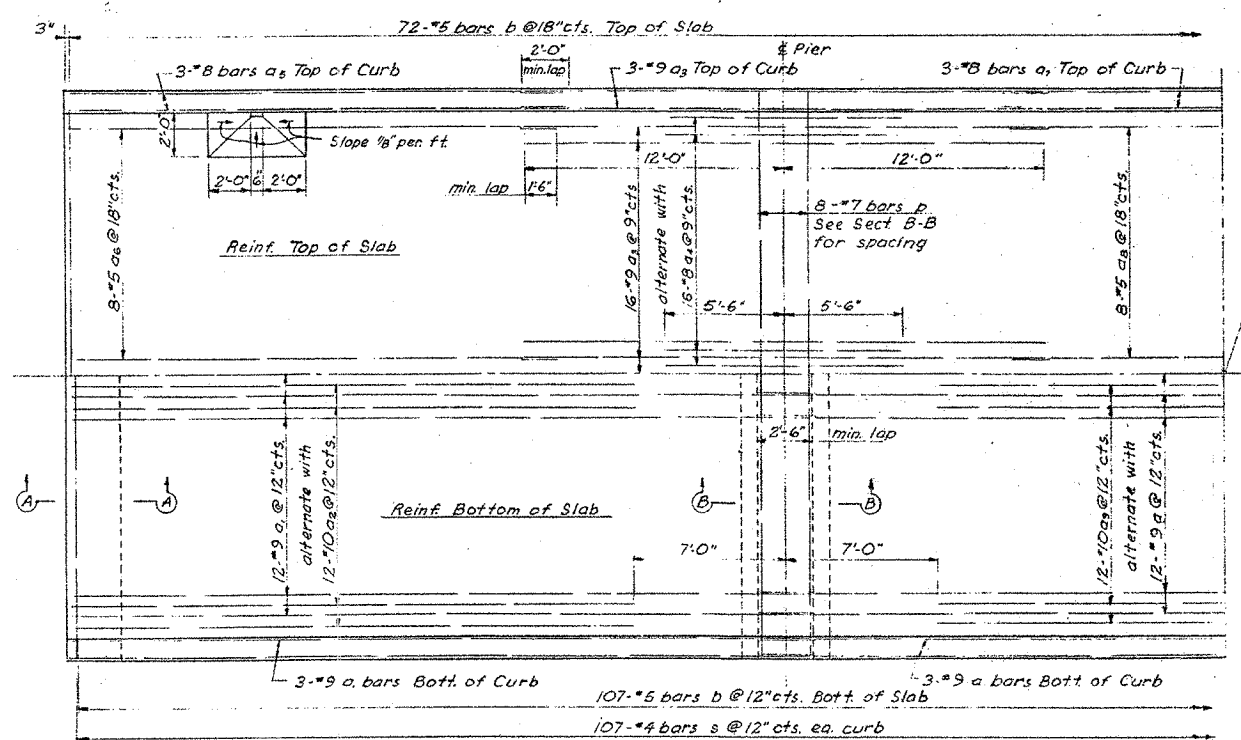 3"
72-#5 bars b @18"cts. Top of Slab
℄ Pier
2'-0"
min. lap
3-#8 bars a5 Top of Curb
3-#9 a3 Top of Curb
3-#8 bars a7 Top of Curb
2'-0"
Slope 1/8" per. ft.
2'-0"
6"
2'-0"
12'-0"
12'-0"
min. lap
1'-6"
8-#7 bars p
See Sect. B-B
for spacing
Reinf. Top of Slab
8-#5 a6 @18"cts.
16-#9 a3 @ 9"cts
alternate with
16-#8 a4 @9"cts.
8-#5 a8 @18"cts.
5'-6"
5'-6"
2'-6"
min. lap
A
A
Reinf. Bottom of Slab
B
B
12-#9 a1 @ 12"cts.
alternate with
12-#10 a2 @12"cts.
7'-0"
7'-0"
12-#10 a9 @12"cts.
alternate with
12-#9 a @ 12"cts.
3-#9 a1 bars Bott. of Curb
3-#9 a bars Bott. of Curb
107-#5 bars b @12"cts. Bott. of Slab
107-#4 bars s @12"cts. ea. curb